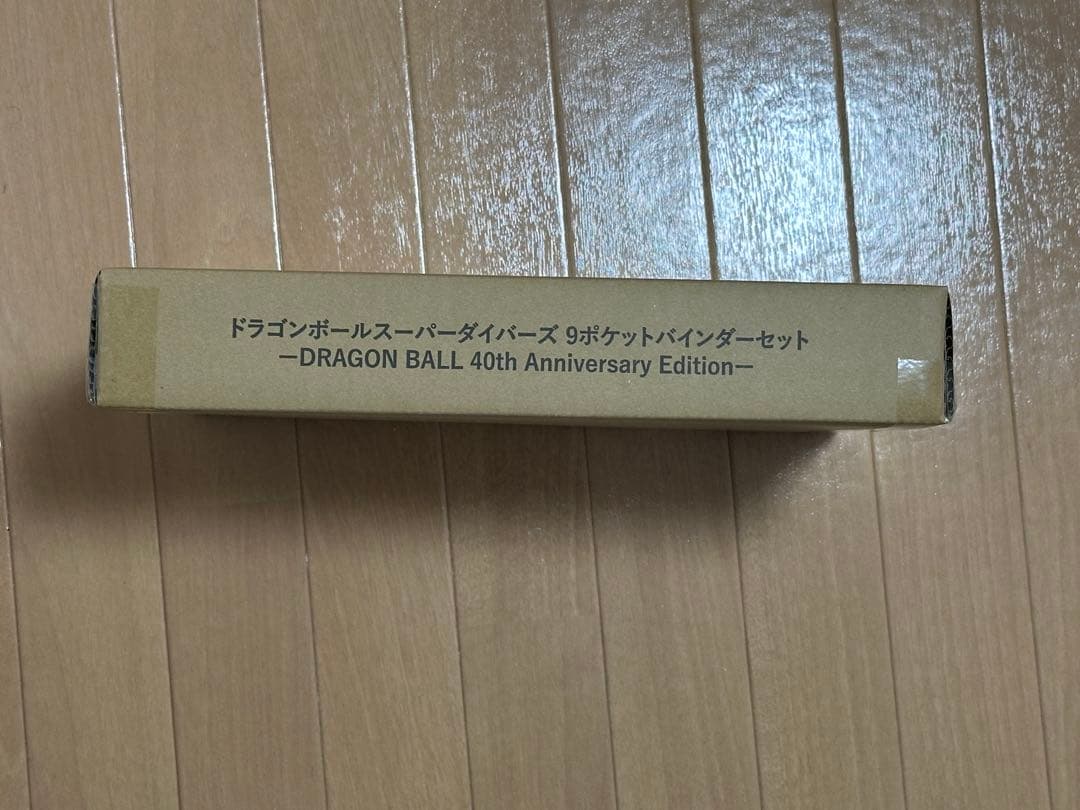 ドラゴンボールスーパーダイバーズ 9ポケットバインダーセット
ーDRAGON BALL 40th Anniversary Editionー